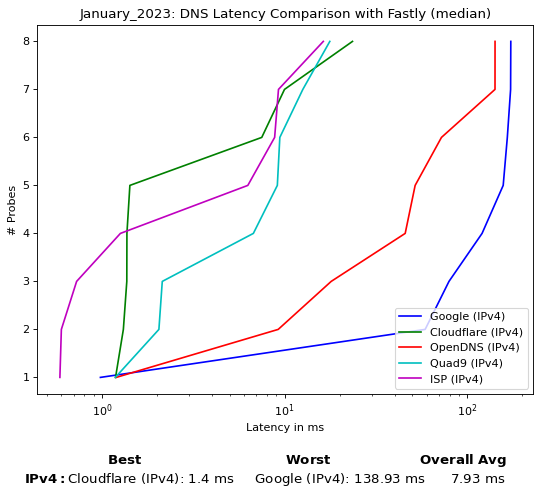 January_2023: DNS Latency Comparison with Fastly (median)
8
7
6
5
4
3
2
1
# Probes
Google (IPv4)
Cloudflare (IPv4)
OpenDNS (IPv4)
Quad9 (IPv4)
ISP (IPv4)
10⁰ 10¹ 10²
Latency in ms
Best Worst Overall Avg
IPv4: Cloudflare (IPv4): 1.4 ms Google (IPv4): 138.93 ms 7.93 ms